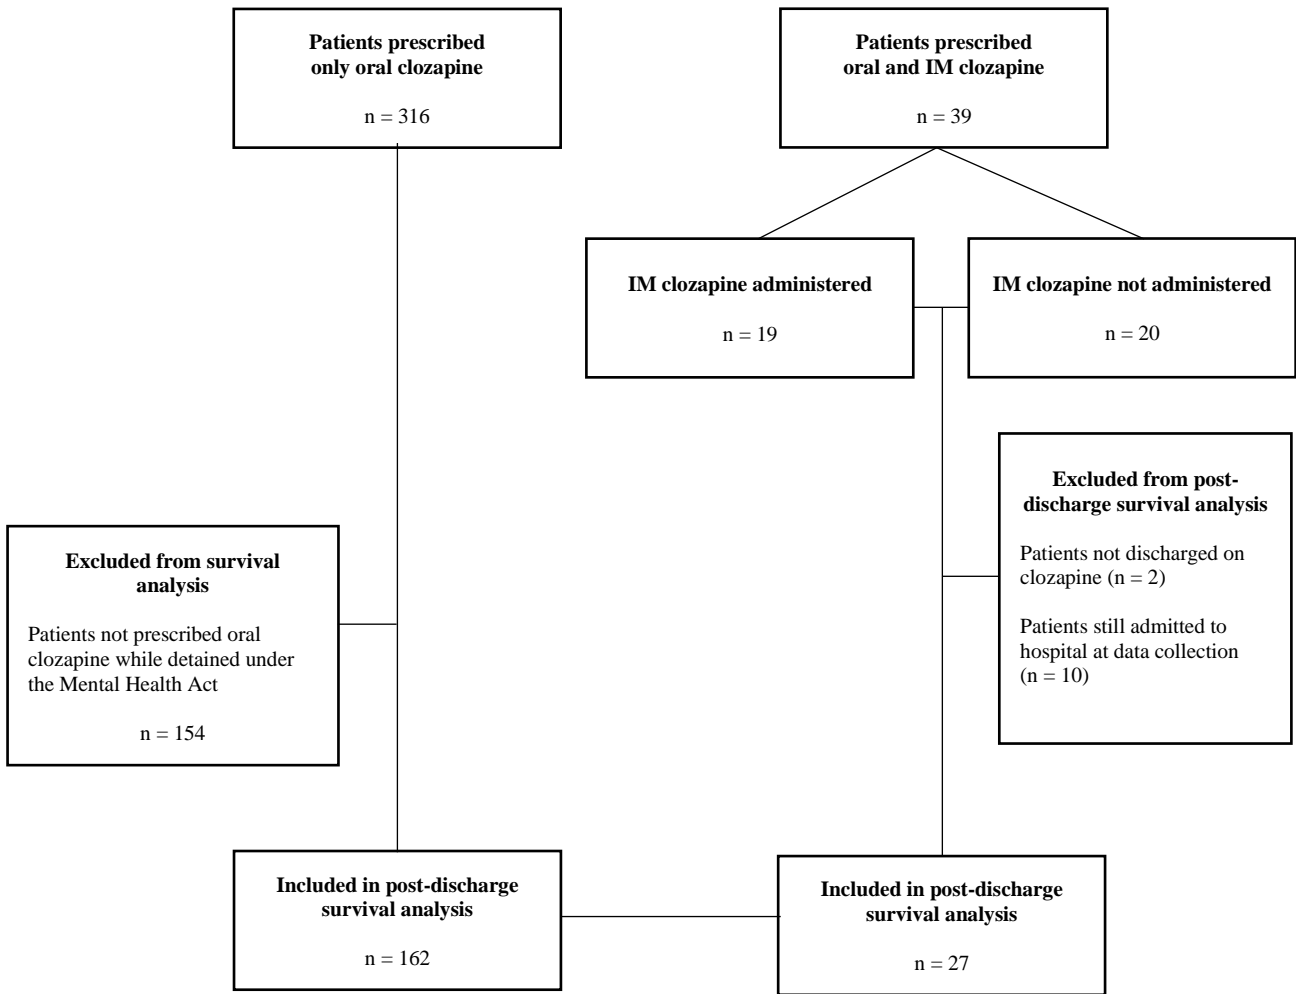 Patients prescribed
only oral clozapine
n = 316
Patients prescribed
oral and IM clozapine
n = 39
IM clozapine administered
n = 19
IM clozapine not administered
n = 20
Excluded from post-
discharge survival analysis
Patients not discharged on
clozapine (n = 2)
Patients still admitted to
hospital at data collection
(n = 10)
Excluded from survival
analysis
Patients not prescribed oral
clozapine while detained under
the Mental Health Act
n = 154
Included in post-discharge
survival analysis
n = 162
Included in post-discharge
survival analysis
n = 27